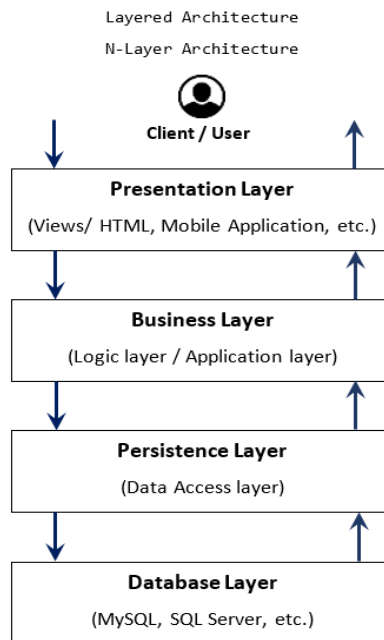 Layered Architecture
N-Layer Architecture
Client / User
Presentation Layer
(Views/ HTML, Mobile Application, etc.)
Business Layer
(Logic layer / Application layer)
Persistence Layer
(Data Access layer)
Database Layer
(MySQL, SQL Server, etc.)